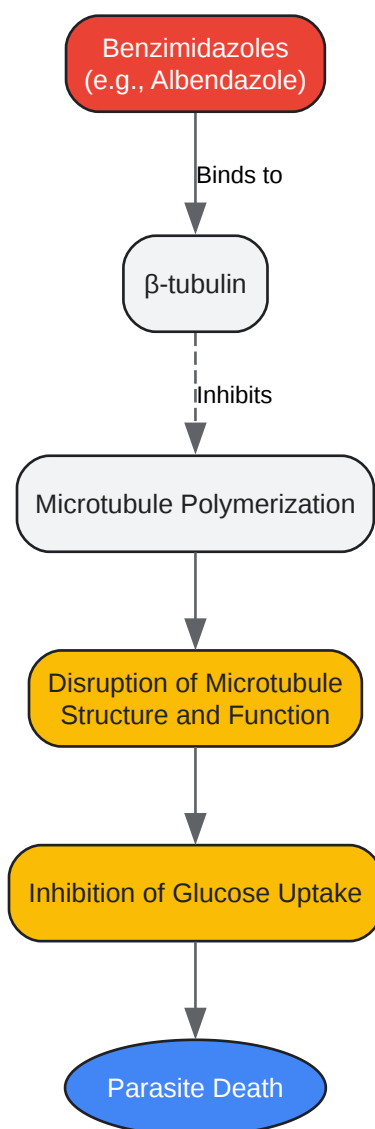 Benzimidazoles
(e.g., Albendazole)
Binds to
β-tubulin
Inhibits
Microtubule Polymerization
Disruption of Microtubule
Structure and Function
Inhibition of Glucose Uptake
Parasite Death